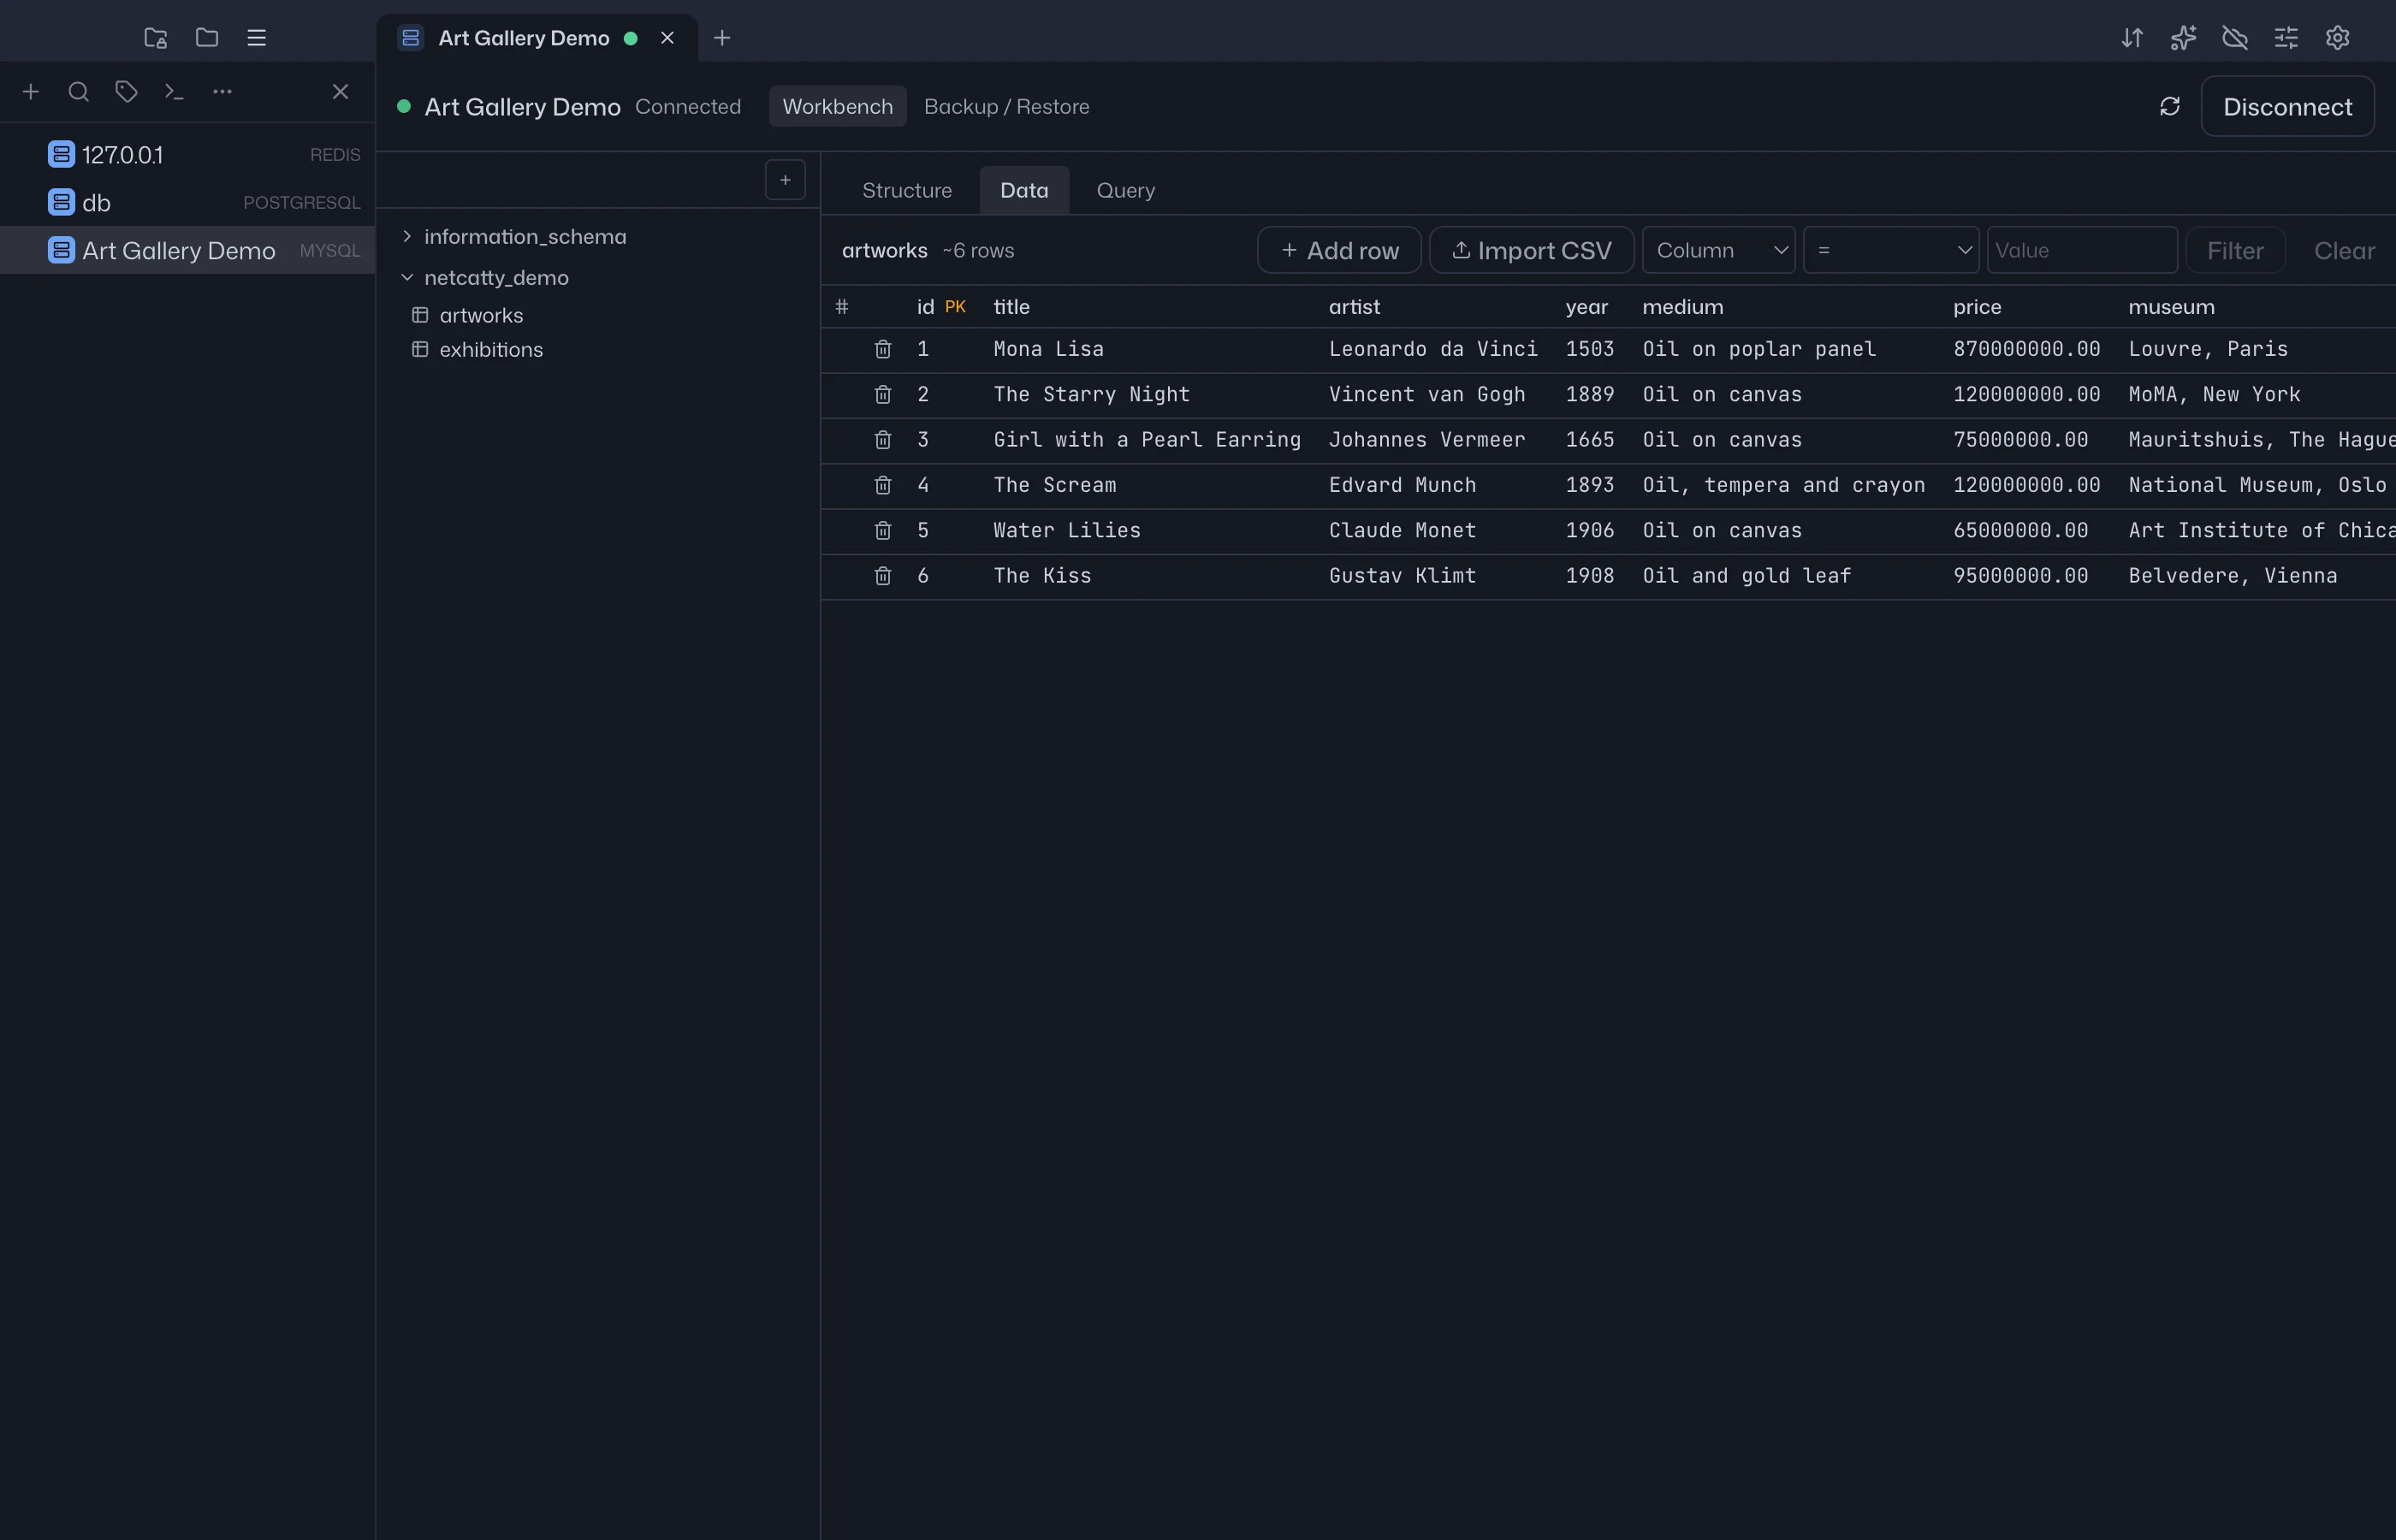 Art Gallery Demo
Art Gallery Demo Connected Workbench Backup / Restore Disconnect
127.0.0.1 REDIS
db POSTGRESQL
Art Gallery Demo MYSQL
+
information_schema
netcatty_demo
artworks
exhibitions
Structure Data Query
artworks ~6 rows + Add row Import CSV Column = Value Filter Clear
# id PK title artist year medium price museum
1 Mona Lisa Leonardo da Vinci 1503 Oil on poplar panel 870000000.00 Louvre, Paris
2 The Starry Night Vincent van Gogh 1889 Oil on canvas 120000000.00 MoMA, New York
3 Girl with a Pearl Earring Johannes Vermeer 1665 Oil on canvas 75000000.00 Mauritshuis, The Hague
4 The Scream Edvard Munch 1893 Oil, tempera and crayon 120000000.00 National Museum, Oslo
5 Water Lilies Claude Monet 1906 Oil on canvas 65000000.00 Art Institute of Chica
6 The Kiss Gustav Klimt 1908 Oil and gold leaf 95000000.00 Belvedere, Vienna